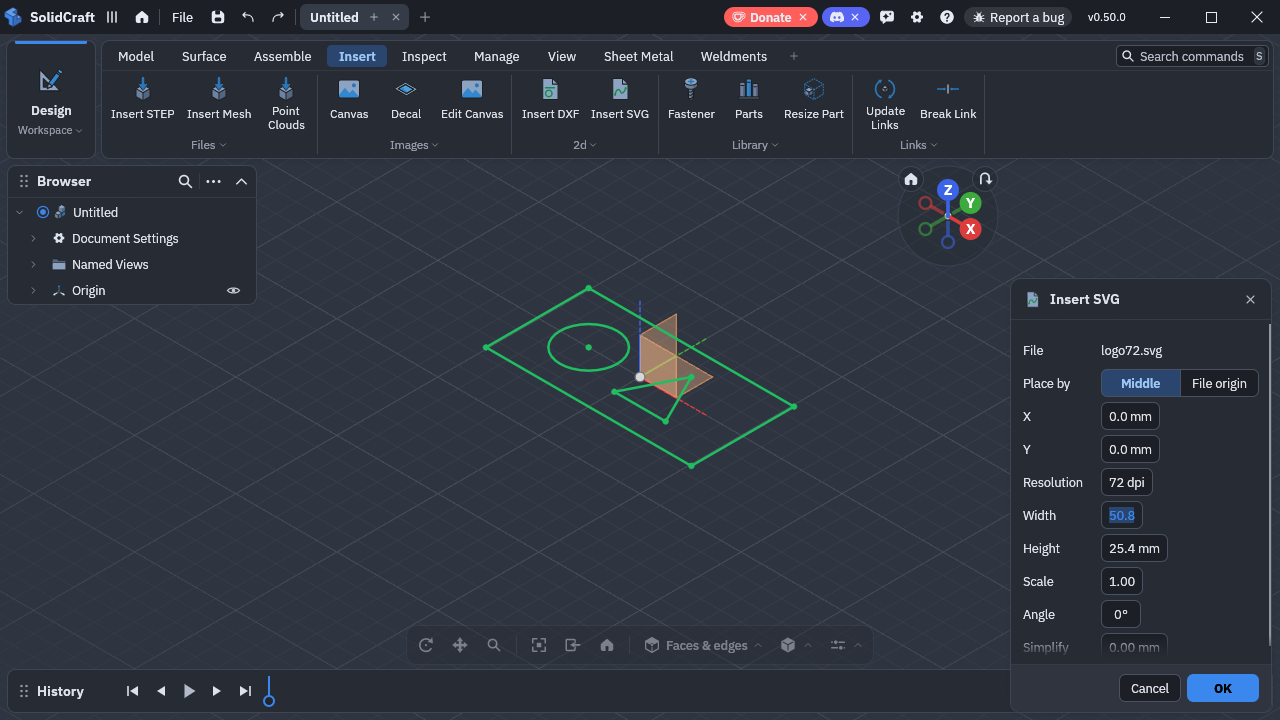 SolidCraft
File
Untitled
Donate
Report a bug
v0.50.0
Design
Workspace
Model
Surface
Assemble
Insert
Inspect
Manage
View
Sheet Metal
Weldments
Search commands
S
Insert STEP
Insert Mesh
Point
Clouds
Files
Canvas
Decal
Edit Canvas
Images
Insert DXF
Insert SVG
2d
Fastener
Parts
Resize Part
Library
Update
Links
Break Link
Links
Browser
Untitled
Document Settings
Named Views
Origin
Z
Y
X
Insert SVG
File
logo72.svg
Place by
Middle
File origin
X
0.0 mm
Y
0.0 mm
Resolution
72 dpi
Width
50.8
Height
25.4 mm
Scale
1.00
Angle
0°
Simplify
0.00 mm
Cancel
OK
Faces & edges
History